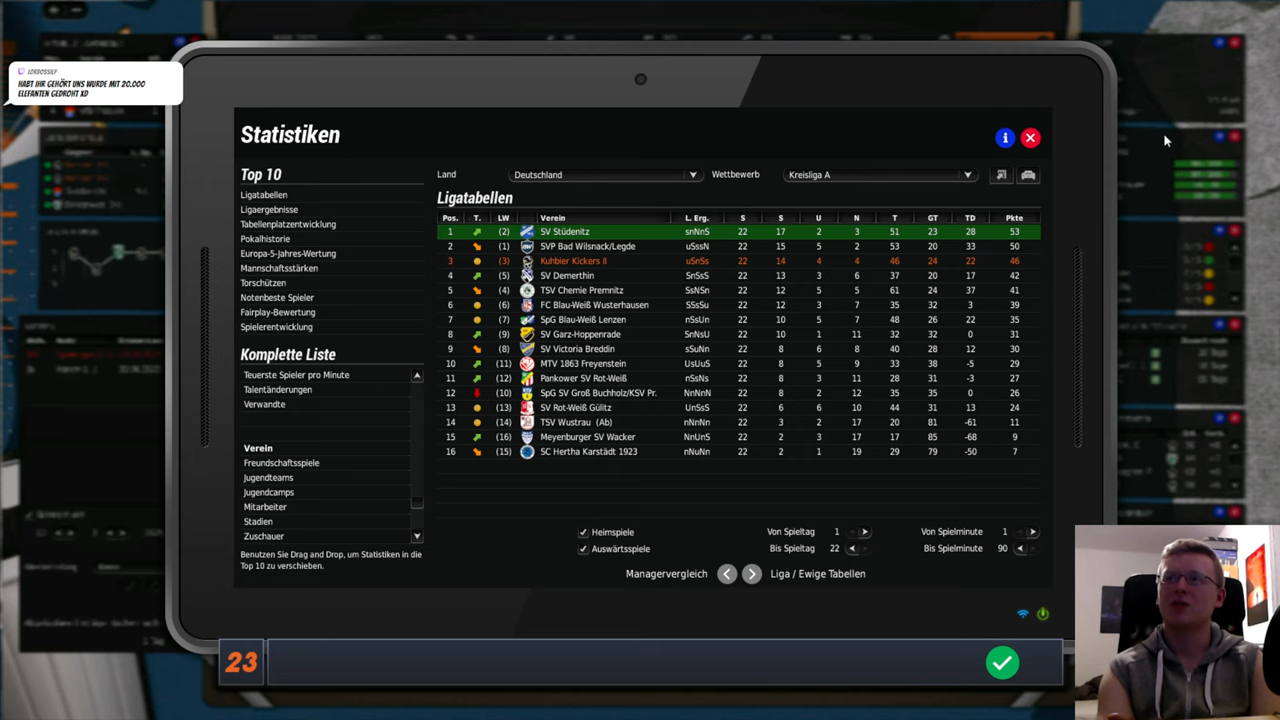 LORDOSSILP
HABT IHR GEHÖRT UNS WURDE MIT 20.000
ELEFANTEN GEDROHT XD
Statistiken
Top 10
Ligatabellen
Ligaergebnisse
Tabellenplatzentwicklung
Pokalhistorie
Europa-5-Jahres-Wertung
Mannschaftsstärken
Torschützen
Notenbeste Spieler
Fairplay-Bewertung
Spielerentwicklung
Komplette Liste
Teuerste Spieler pro Minute
Talentänderungen
Verwandte
Verein
Freundschaftsspiele
Jugendteams
Jugendcamps
Mitarbeiter
Stadien
Zuschauer
Benutzen Sie Drag and Drop, um Statistiken in die
Top 10 zu verschieben.
Land Deutschland Wettbewerb Kreisliga A
Ligatabellen
Pos. T. LW Verein L. Erg. S S U N T GT TD Pkte
1 (2) SV Stüdenitz snNnS 22 17 2 3 51 23 28 53
2 (1) SVP Bad Wilsnack/Legde uSssN 22 15 5 2 53 20 33 50
3 (3) Kuhbier Kickers II uSnSs 22 14 4 4 46 24 22 46
4 (5) SV Demerthin SnSsS 22 13 3 6 37 20 17 42
5 (4) TSV Chemie Premnitz SsNSn 22 12 5 5 61 24 37 41
6 (6) FC Blau-Weiß Wusterhausen SSsSu 22 12 3 7 35 32 3 39
7 (7) SpG Blau-Weiß Lenzen nSsUn 22 10 5 7 48 26 22 35
8 (9) SV Garz-Hoppenrade SnNsU 22 10 1 11 32 32 0 31
9 (8) SV Victoria Breddin nSuNn 22 8 6 8 40 28 12 30
10 (11) MTV 1863 Freyenstein UsUuS 22 8 5 9 33 38 -5 29
11 (12) Pankower SV Rot-Weiß nSsNs 22 8 3 11 28 31 -3 27
12 (10) SpG SV Groß Buchholz/KSV Pr. NnNnN 22 8 2 12 35 35 0 26
13 (13) SV Rot-Weiß Gülitz UnSsS 22 6 6 10 44 31 13 24
14 (14) TSV Wustrau (Ab) nNnNn 22 3 2 17 20 81 -61 11
15 (16) Meyenburger SV Wacker NnUnS 22 2 3 17 17 85 -68 9
16 (15) SC Hertha Karstädt 1923 nNuNn 22 2 1 19 29 79 -50 7
Heimspiele Von Spieltag 1 Von Spielminute 1
Auswärtsspiele Bis Spieltag 22 Bis Spielminute 90
Managervergleich Liga / Ewige Tabellen
23